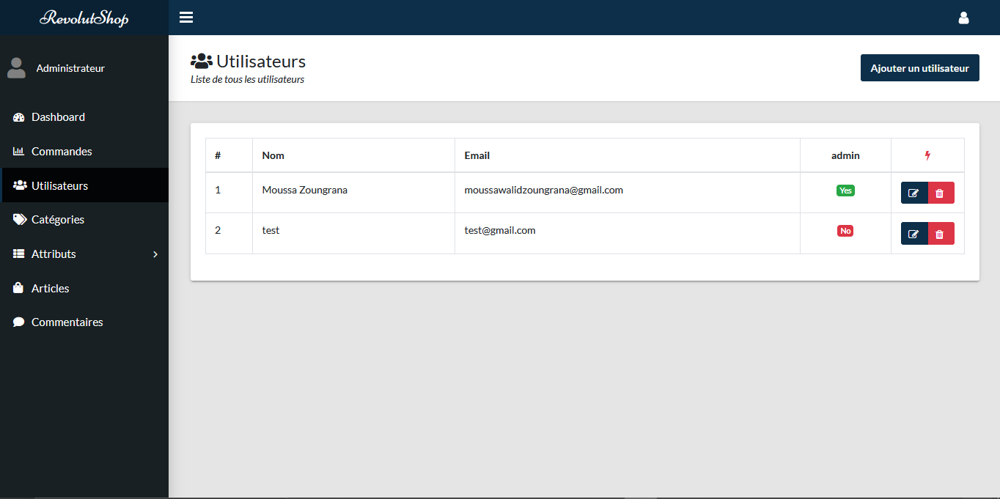 RevolutShop
Administrateur
Dashboard
Commandes
Utilisateurs
Catégories
Attributs
Articles
Commentaires
Utilisateurs
Liste de tous les utilisateurs
Ajouter un utilisateur
# Nom Email admin
1 Moussa Zoungrana moussawalidzoungrana@gmail.com Yes
2 test test@gmail.com No